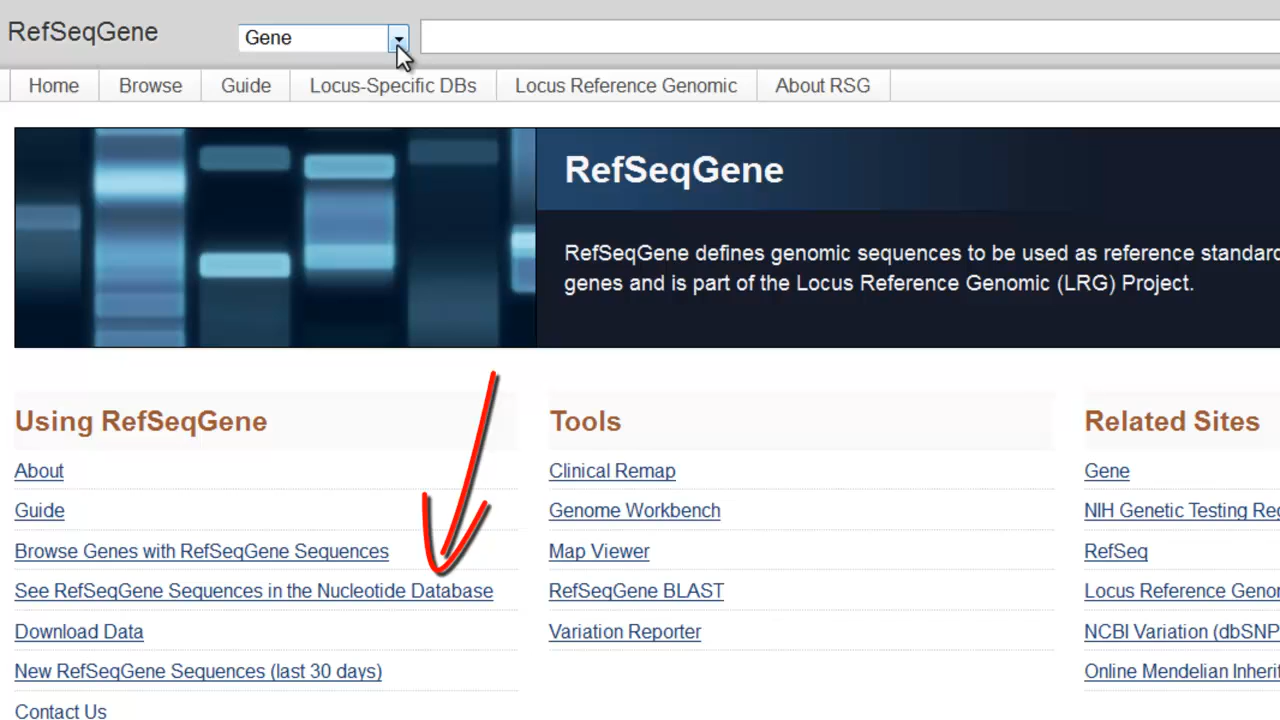 RefSeqGene
Gene
Home
Browse
Guide
Locus-Specific DBs
Locus Reference Genomic
About RSG
RefSeqGene
RefSeqGene defines genomic sequences to be used as reference standard
genes and is part of the Locus Reference Genomic (LRG) Project.
Using RefSeqGene
About
Guide
Browse Genes with RefSeqGene Sequences
See RefSeqGene Sequences in the Nucleotide Database
Download Data
New RefSeqGene Sequences (last 30 days)
Contact Us
Tools
Clinical Remap
Genome Workbench
Map Viewer
RefSeqGene BLAST
Variation Reporter
Related Sites
Gene
NIH Genetic Testing Reg
RefSeq
Locus Reference Genor
NCBI Variation (dbSNP
Online Mendelian Inherit